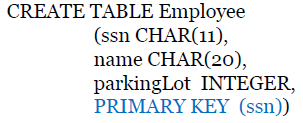 CREATE TABLE Employee
(ssn CHAR(11),
name CHAR(20),
parkingLot INTEGER,
PRIMARY KEY (ssn))